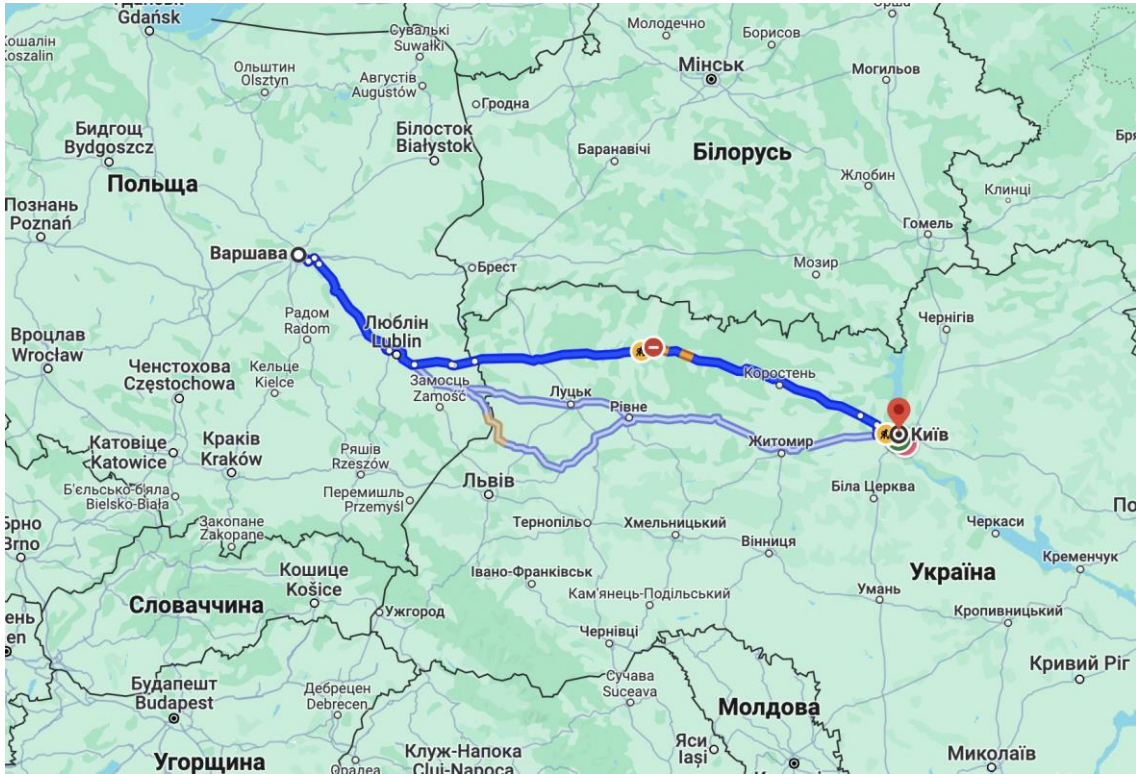 Гданськ
Gdańsk
Кошалін
Koszalin
Сувалькі
Suwałki
Молодечно
Борисов
Орша
Ольштин
Olsztyn
Августів
Augustów
Гродна
Мінськ
Могильов
Бидгощ
Bydgoszcz
Білосток
Białystok
Баранавічі
Білорусь
Жлобин
Польща
Клинці
Познань
Poznań
Гомель
Варшава
Брест
Мозир
Радом
Radom
Люблін
Lublin
Чернігів
Вроцлав
Wrocław
Ченстохова
Częstochowa
Кельце
Kielce
Замосць
Zamość
Коростень
Луцьк
Рівне
Київ
Катовіце
Katowice
Краків
Kraków
Ряшів
Rzeszów
Житомир
Б'єльсько-Бяла
Bielsko-Biała
Перемишль
Przemyśl
Львів
Біла Церква
Закопане
Zakopane
Тернопіль
Хмельницький
Вінниця
Черкаси
Брно
Brno
Кременчук
Кошице
Košice
Івано-Франківськ
Україна
Словаччина
Ужгород
Кам'янець-Подільський
Умань
Кропивницький
Чернівці
Кривий Ріг
Будапешт
Budapest
Дебрецен
Debrecen
Сучава
Suceava
Молдова
Угорщина
Клуж-Напока
Cluj-Napoca
Яси
Iași
Миколаїв